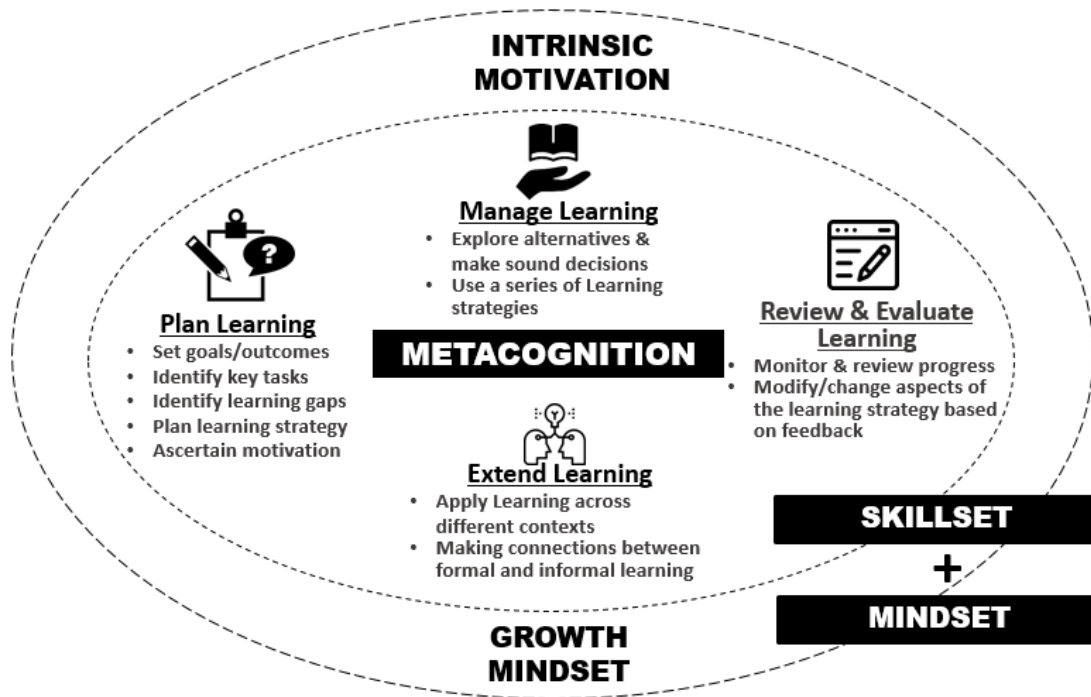 INTRINSIC
MOTIVATION
Manage Learning
• Explore alternatives &
make sound decisions
• Use a series of Learning
strategies
?
Plan Learning
• Set goals/outcomes
• Identify key tasks
• Identify learning gaps
• Plan learning strategy
• Ascertain motivation
METACOGNITION
Review & Evaluate
Learning
• Monitor & review progress
• Modify/change aspects of
the learning strategy based
on feedback
Extend Learning
• Apply Learning across
different contexts
• Making connections between
formal and informal learning
SKILLSET
+
MINDSET
GROWTH
MINDSET